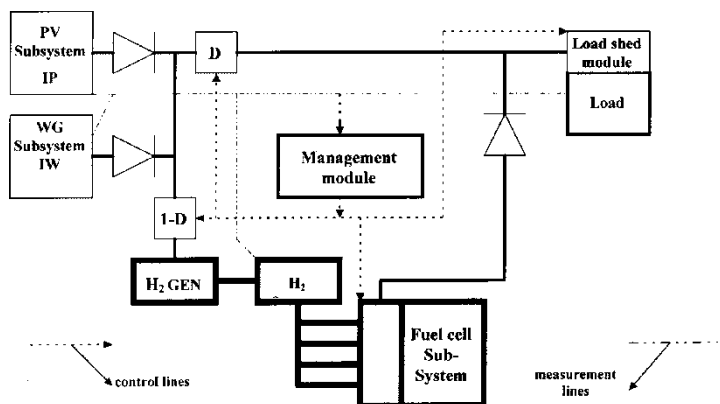 PV
Subsystem
IP
D
Load shed
module
Load
WG
Subsystem
IW
Management
module
1-D
H₂ GEN
H₂
Fuel cell
Sub-
System
control lines
measurement
lines